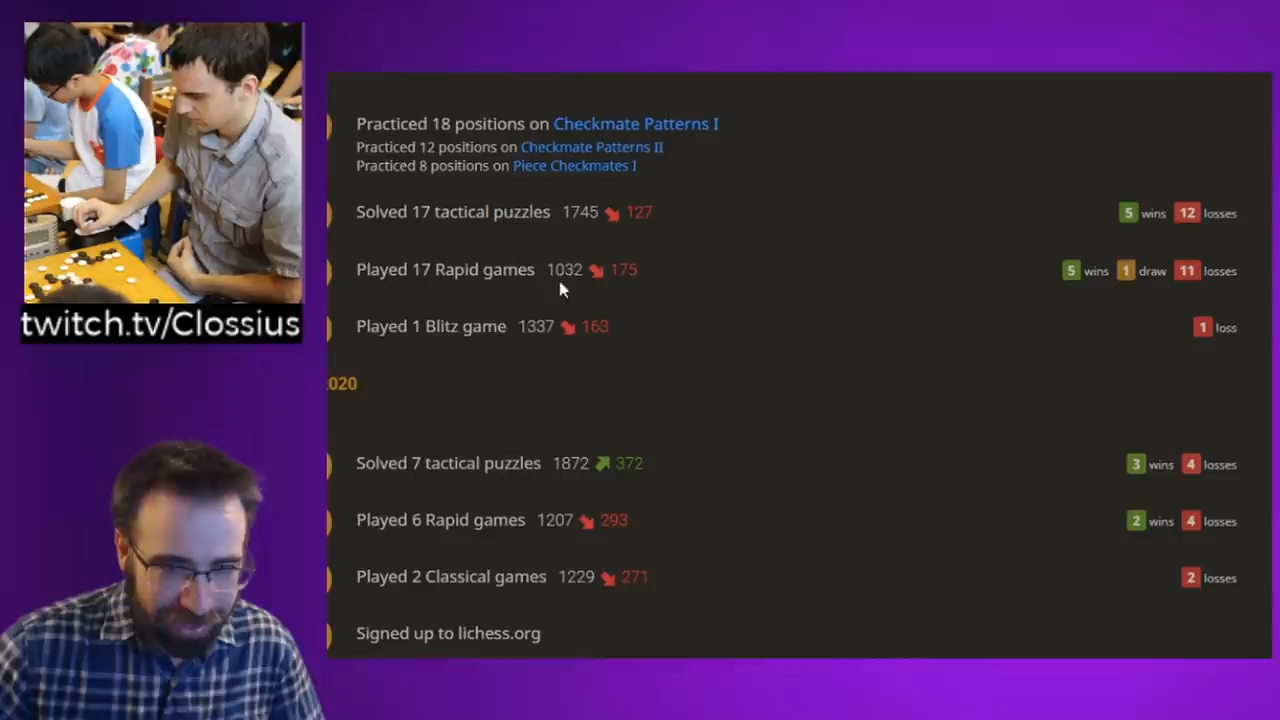 twitch.tv/Clossius
Practiced 18 positions on Checkmate Patterns I
Practiced 12 positions on Checkmate Patterns II
Practiced 8 positions on Piece Checkmates I
Solved 17 tactical puzzles 1745 127 5 wins 12 losses
Played 17 Rapid games 1032 175 5 wins 1 draw 11 losses
Played 1 Blitz game 1337 163 1 loss
020
Solved 7 tactical puzzles 1872 372 3 wins 4 losses
Played 6 Rapid games 1207 293 2 wins 4 losses
Played 2 Classical games 1229 271 2 losses
Signed up to lichess.org